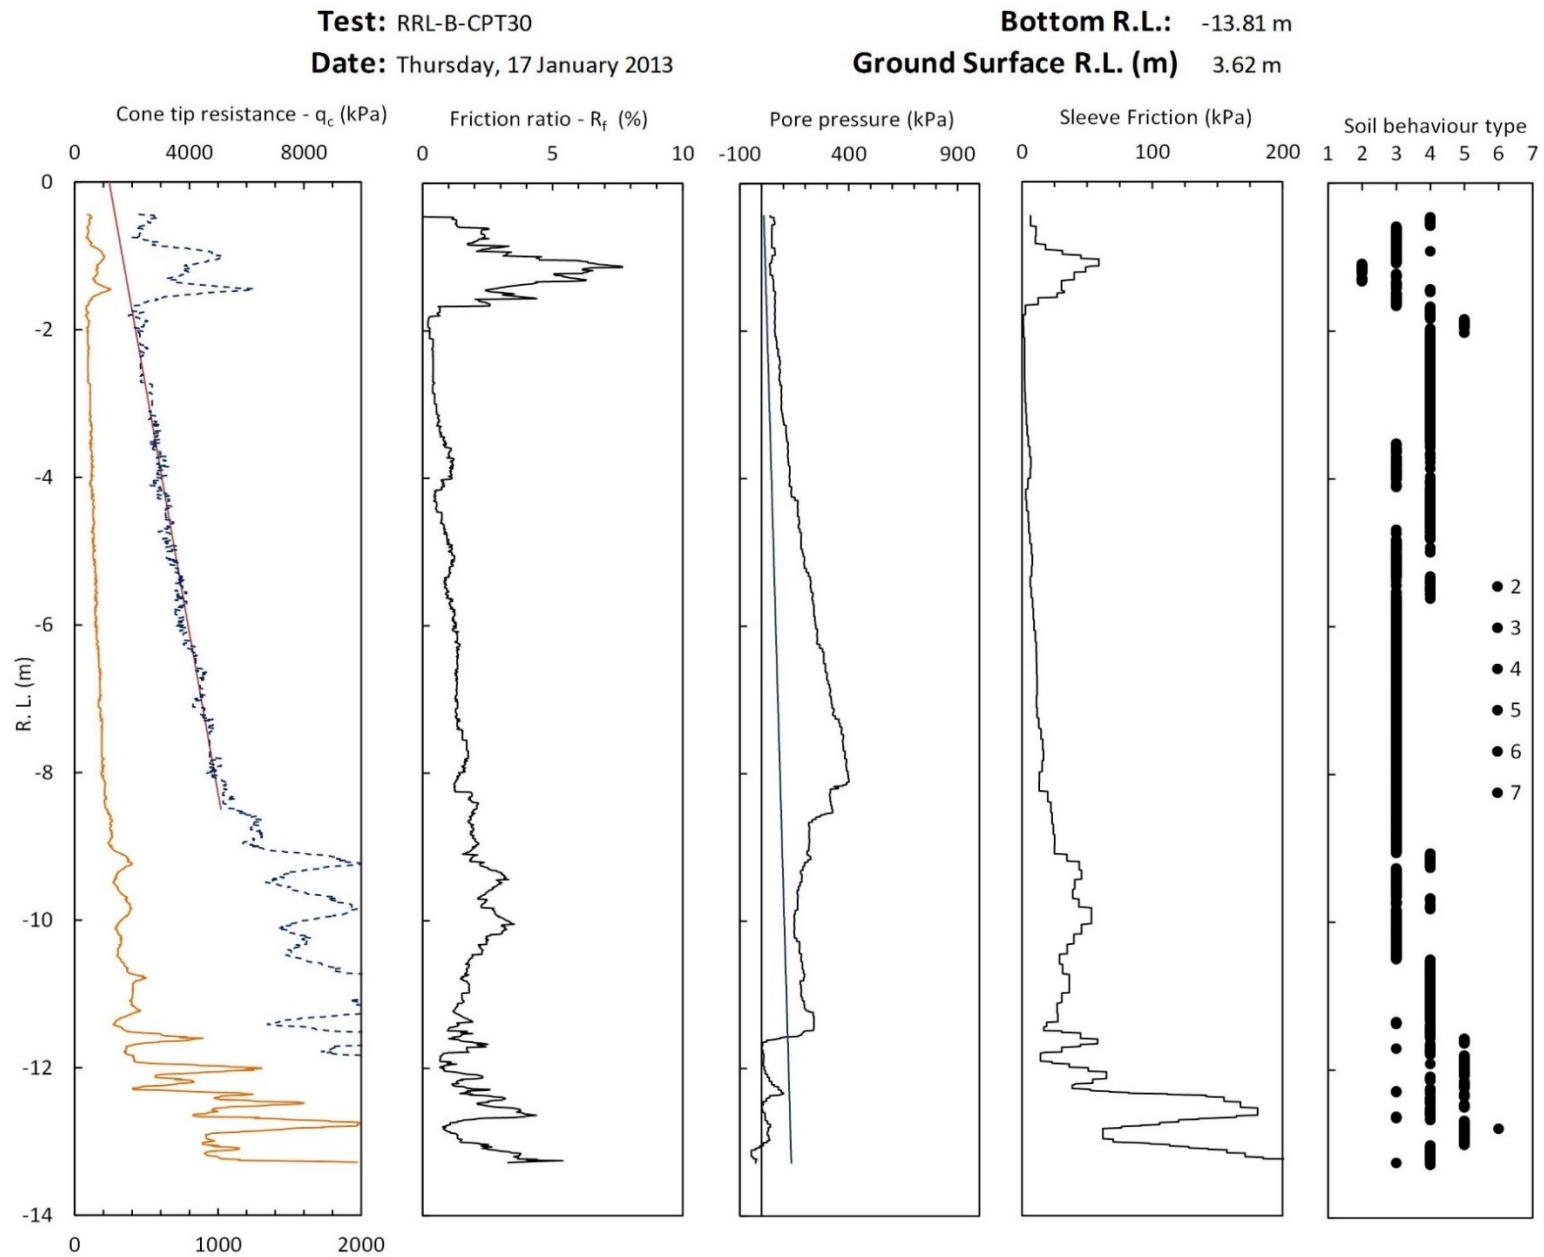 Test: RRL-B-CPT30 Bottom R.L.: -13.81 m
Date: Thursday, 17 January 2013 Ground Surface R.L. (m) 3.62 m
Cone tip resistance - qc (kPa) Friction ratio - Rf (%) Pore pressure (kPa) Sleeve Friction (kPa) Soil behaviour type
0 4000 8000 0 5 10 -100 400 900 0 100 200 1 2 3 4 5 6 7
0
-2
-4
2
-6 3
4
R. L. (m) 5
6
-8 7
-10
-12
-14
0 1000 2000